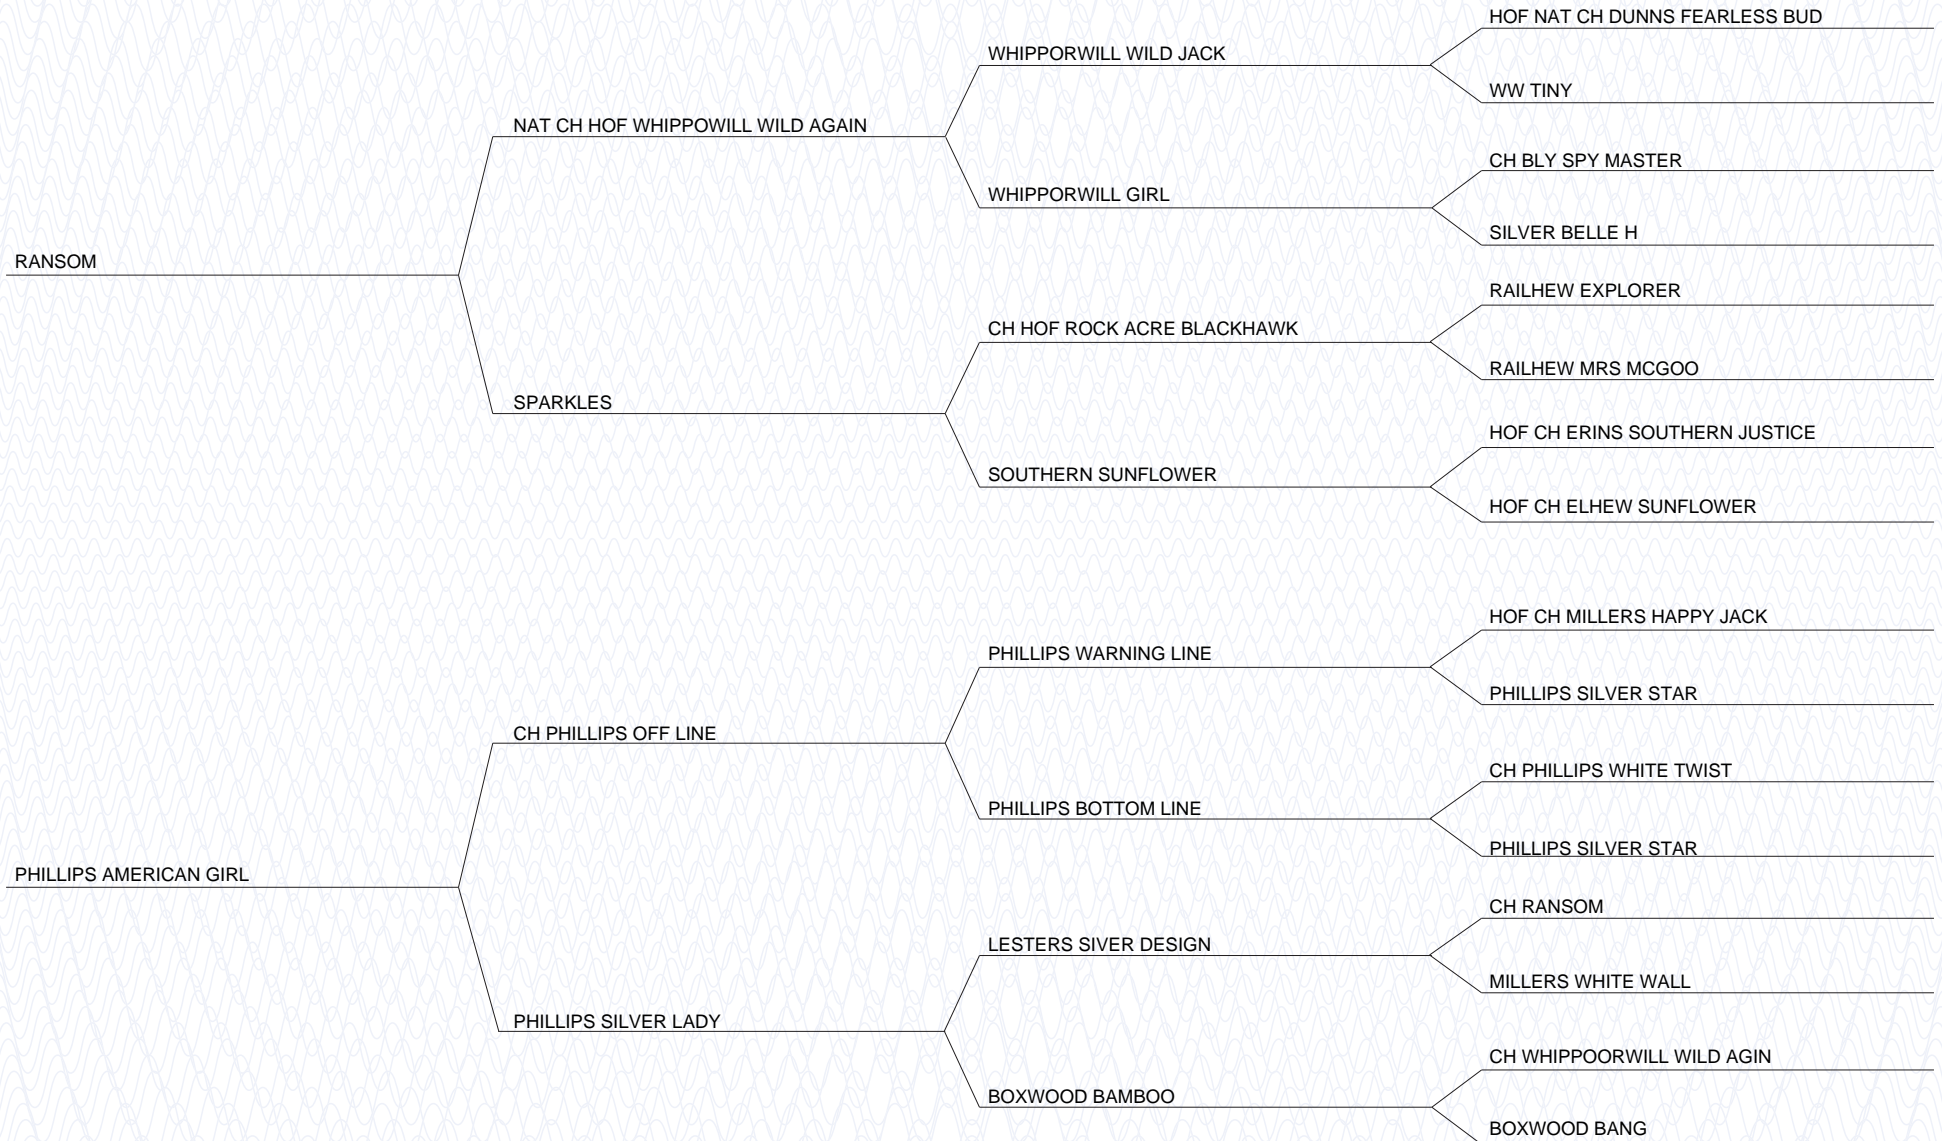 HOF NAT CH DUNNS FEARLESS BUD
WHIPPORWILL WILD JACK
WW TINY
NAT CH HOF WHIPPOWILL WILD AGAIN
CH BLY SPY MASTER
WHIPPORWILL GIRL
SILVER BELLE H
RANSOM
RAILHEW EXPLORER
CH HOF ROCK ACRE BLACKHAWK
RAILHEW MRS MCGOO
SPARKLES
HOF CH ERINS SOUTHERN JUSTICE
SOUTHERN SUNFLOWER
HOF CH ELHEW SUNFLOWER
HOF CH MILLERS HAPPY JACK
PHILLIPS WARNING LINE
PHILLIPS SILVER STAR
CH PHILLIPS OFF LINE
CH PHILLIPS WHITE TWIST
PHILLIPS BOTTOM LINE
PHILLIPS SILVER STAR
PHILLIPS AMERICAN GIRL
CH RANSOM
LESTERS SIVER DESIGN
MILLERS WHITE WALL
PHILLIPS SILVER LADY
CH WHIPPOORWILL WILD AGIN
BOXWOOD BAMBOO
BOXWOOD BANG